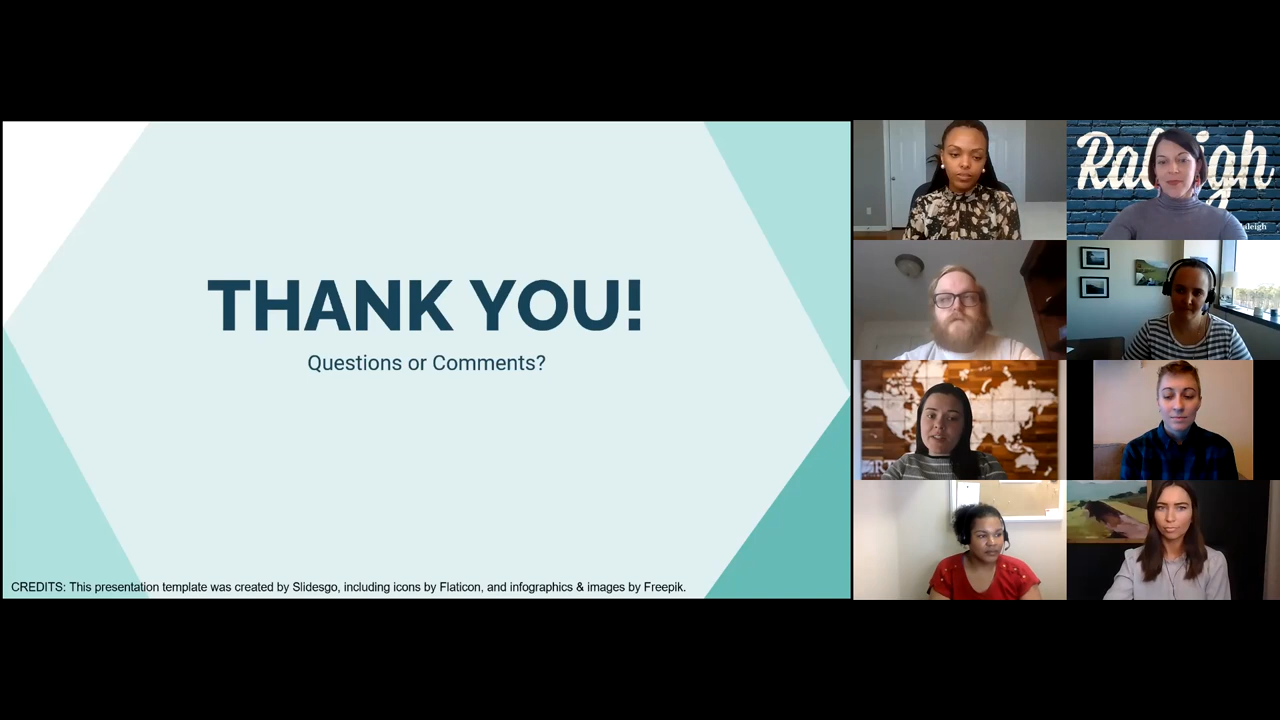 THANK YOU!
Questions or Comments?
CREDITS: This presentation template was created by Slidesgo, including icons by Flaticon, and infographics & images by Freepik.
Raleigh